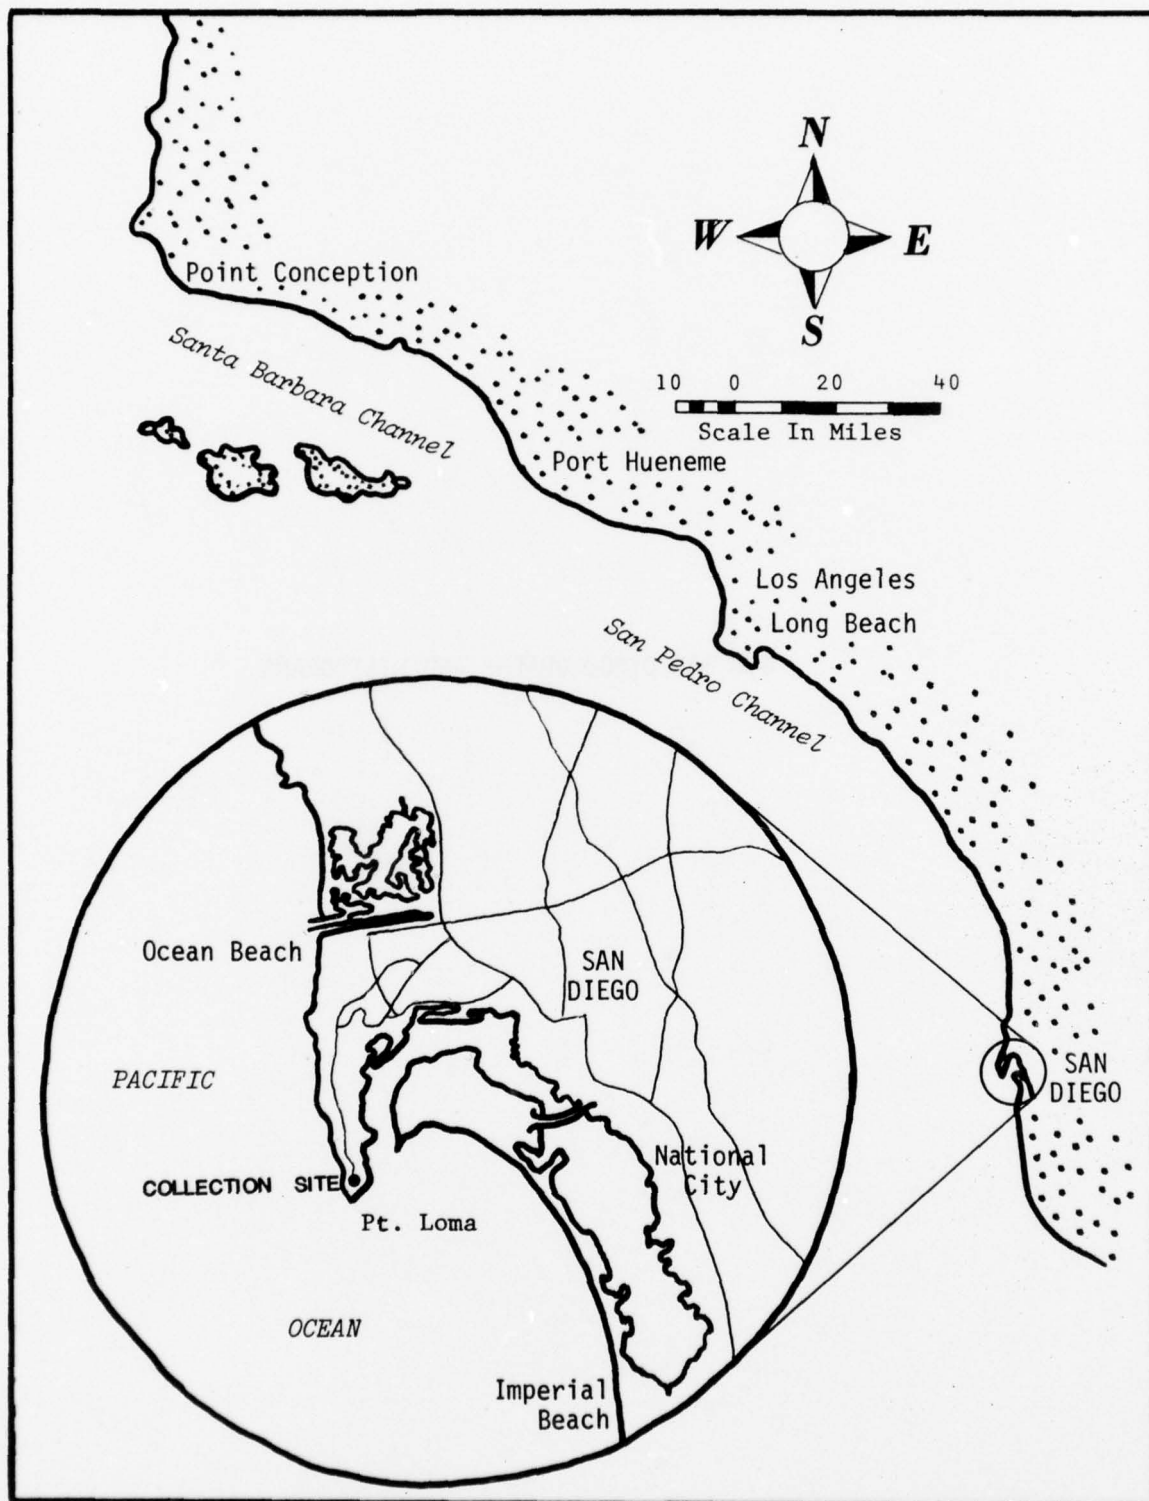 N
W E
S
Point Conception
Santa Barbara Channel
10 0 20 40
Scale In Miles
Port Hueneme
Los Angeles
Long Beach
San Pedro Channel
Ocean Beach
SAN
DIEGO
PACIFIC
SAN
DIEGO
National
City
COLLECTION SITE
Pt. Loma
OCEAN
Imperial
Beach